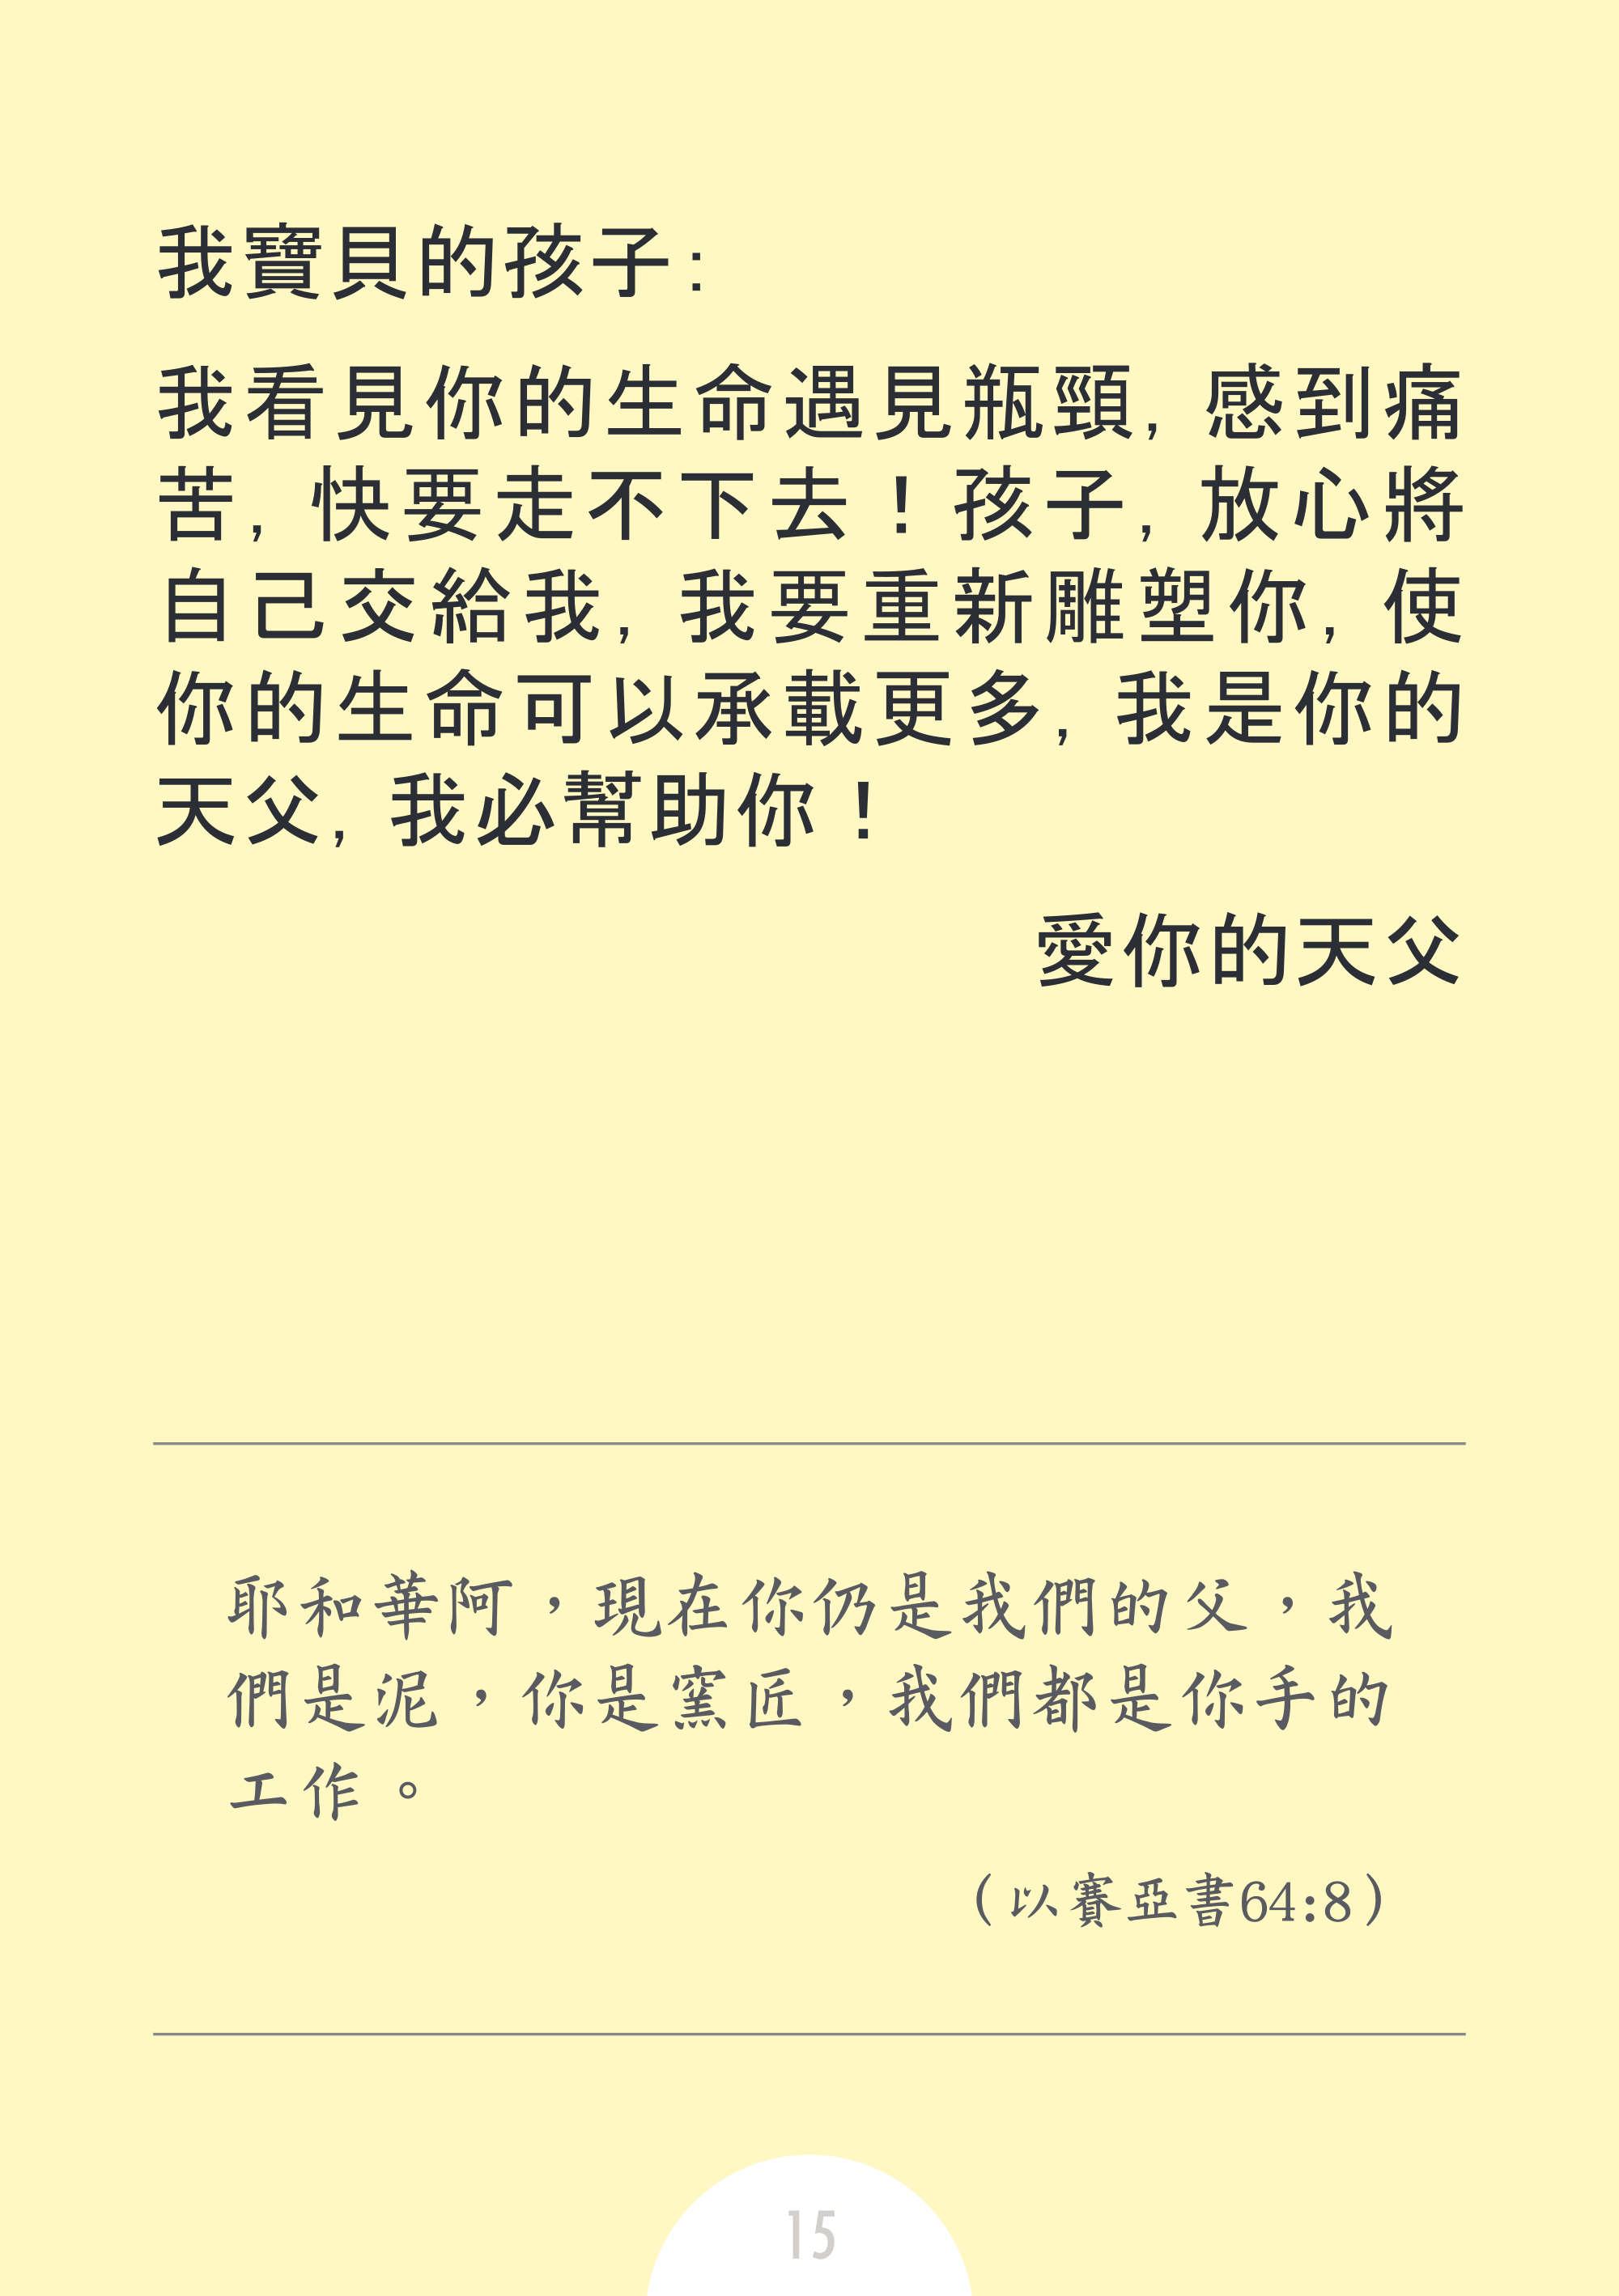 我寶貝的孩子：
我看見你的生命遇見瓶頸，感到痛
苦，快要走不下去！孩子，放心將
自己交給我，我要重新雕塑你，使
你的生命可以承載更多，我是你的
天父，我必幫助你！
愛你的天父
耶和華阿，現在你仍是我們的父，我
們是泥，你是窯匠，我們都是你手的
工作。
（以賽亞書64:8）
15